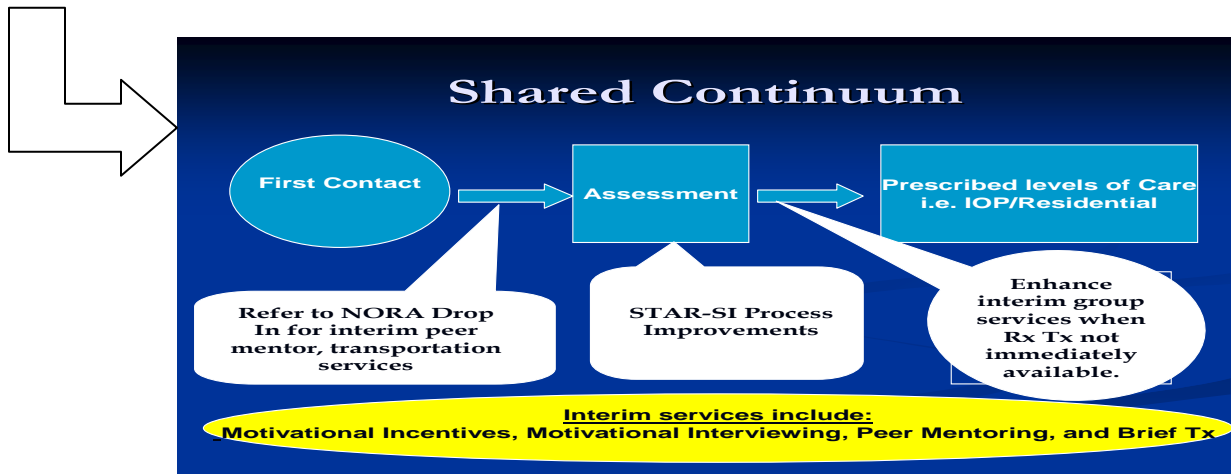 Shared Continuum
First Contact
Assessment
Prescribed levels of Care
i.e. IOP/Residential
Refer to NORA Drop
In for interim peer
mentor, transportation
services
STAR-SI Process
Improvements
Enhance
interim group
services when
Rx Tx not
immediately
available.
Interim services include:
Motivational Incentives, Motivational Interviewing, Peer Mentoring, and Brief Tx